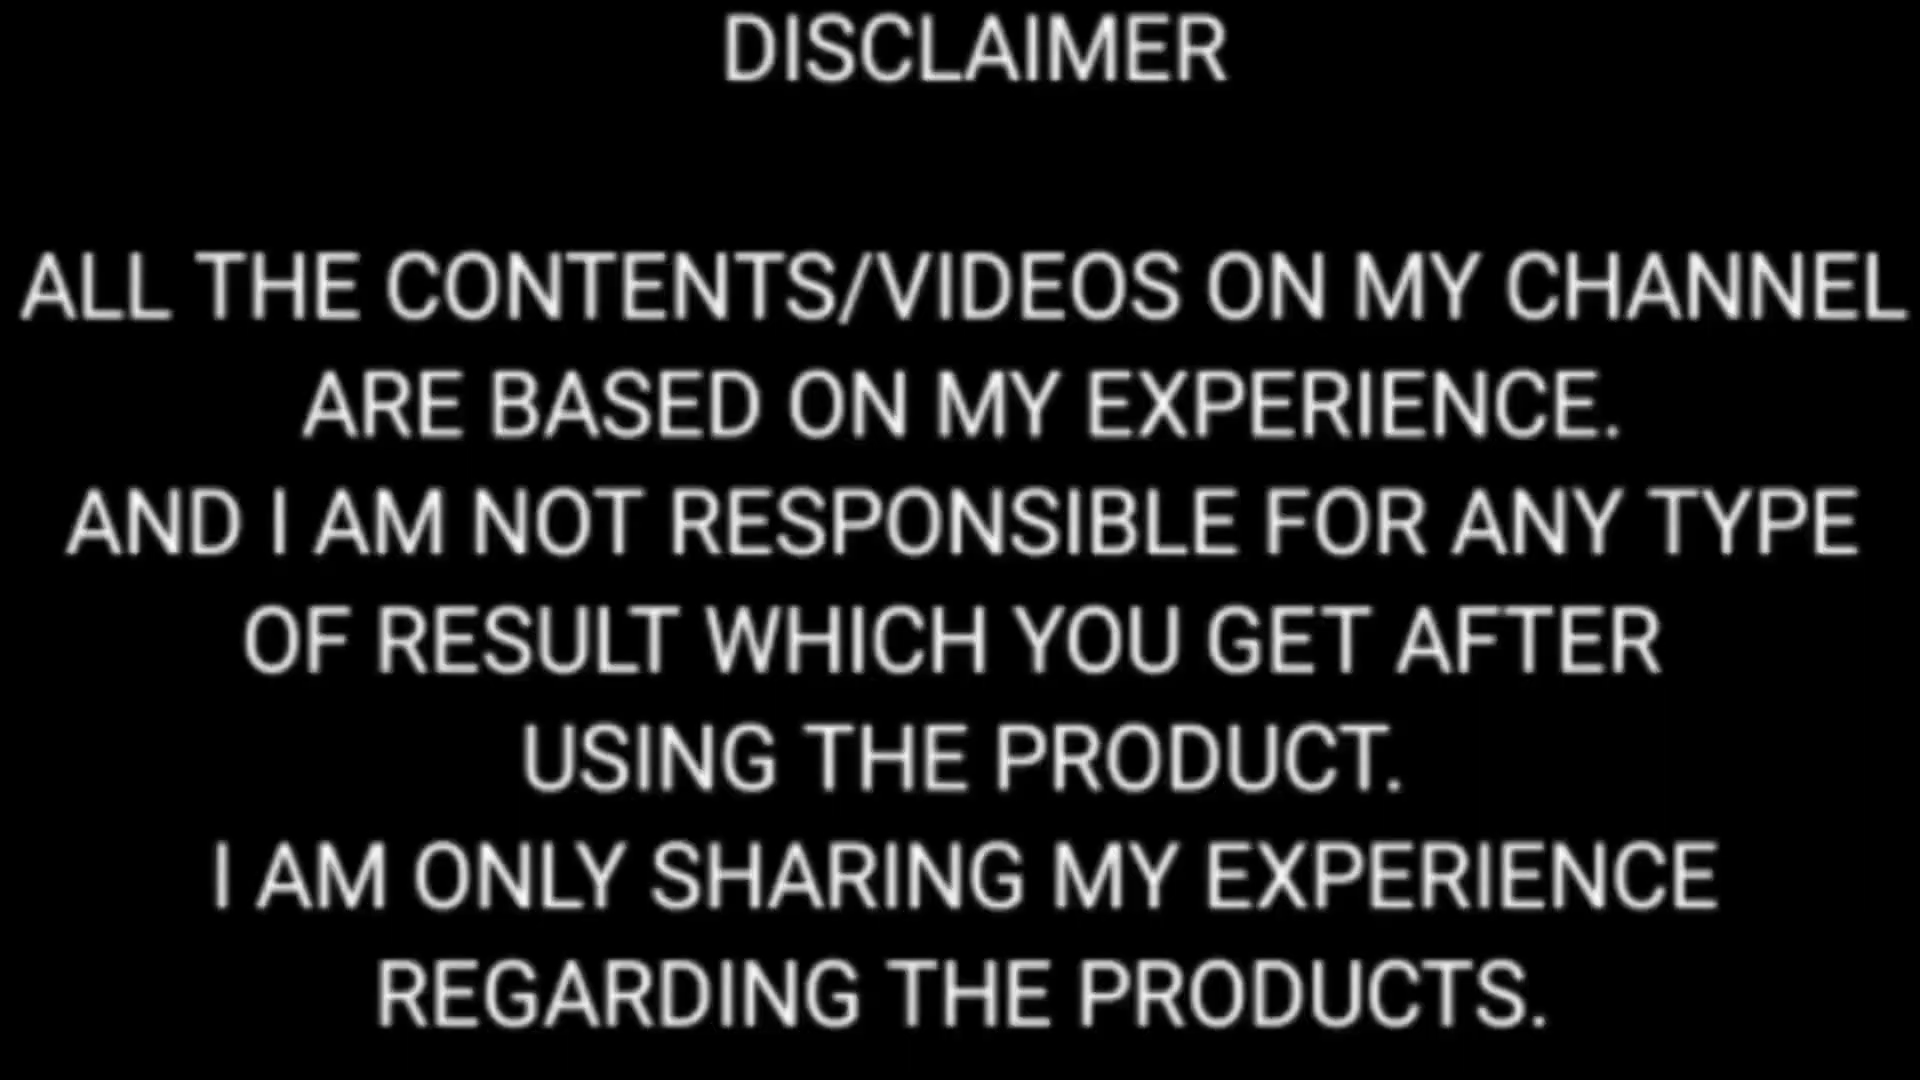 DISCLAIMER
ALL THE CONTENTS/VIDEOS ON MY CHANNEL
ARE BASED ON MY EXPERIENCE.
AND I AM NOT RESPONSIBLE FOR ANY TYPE
OF RESULT WHICH YOU GET AFTER
USING THE PRODUCT.
I AM ONLY SHARING MY EXPERIENCE
REGARDING THE PRODUCTS.